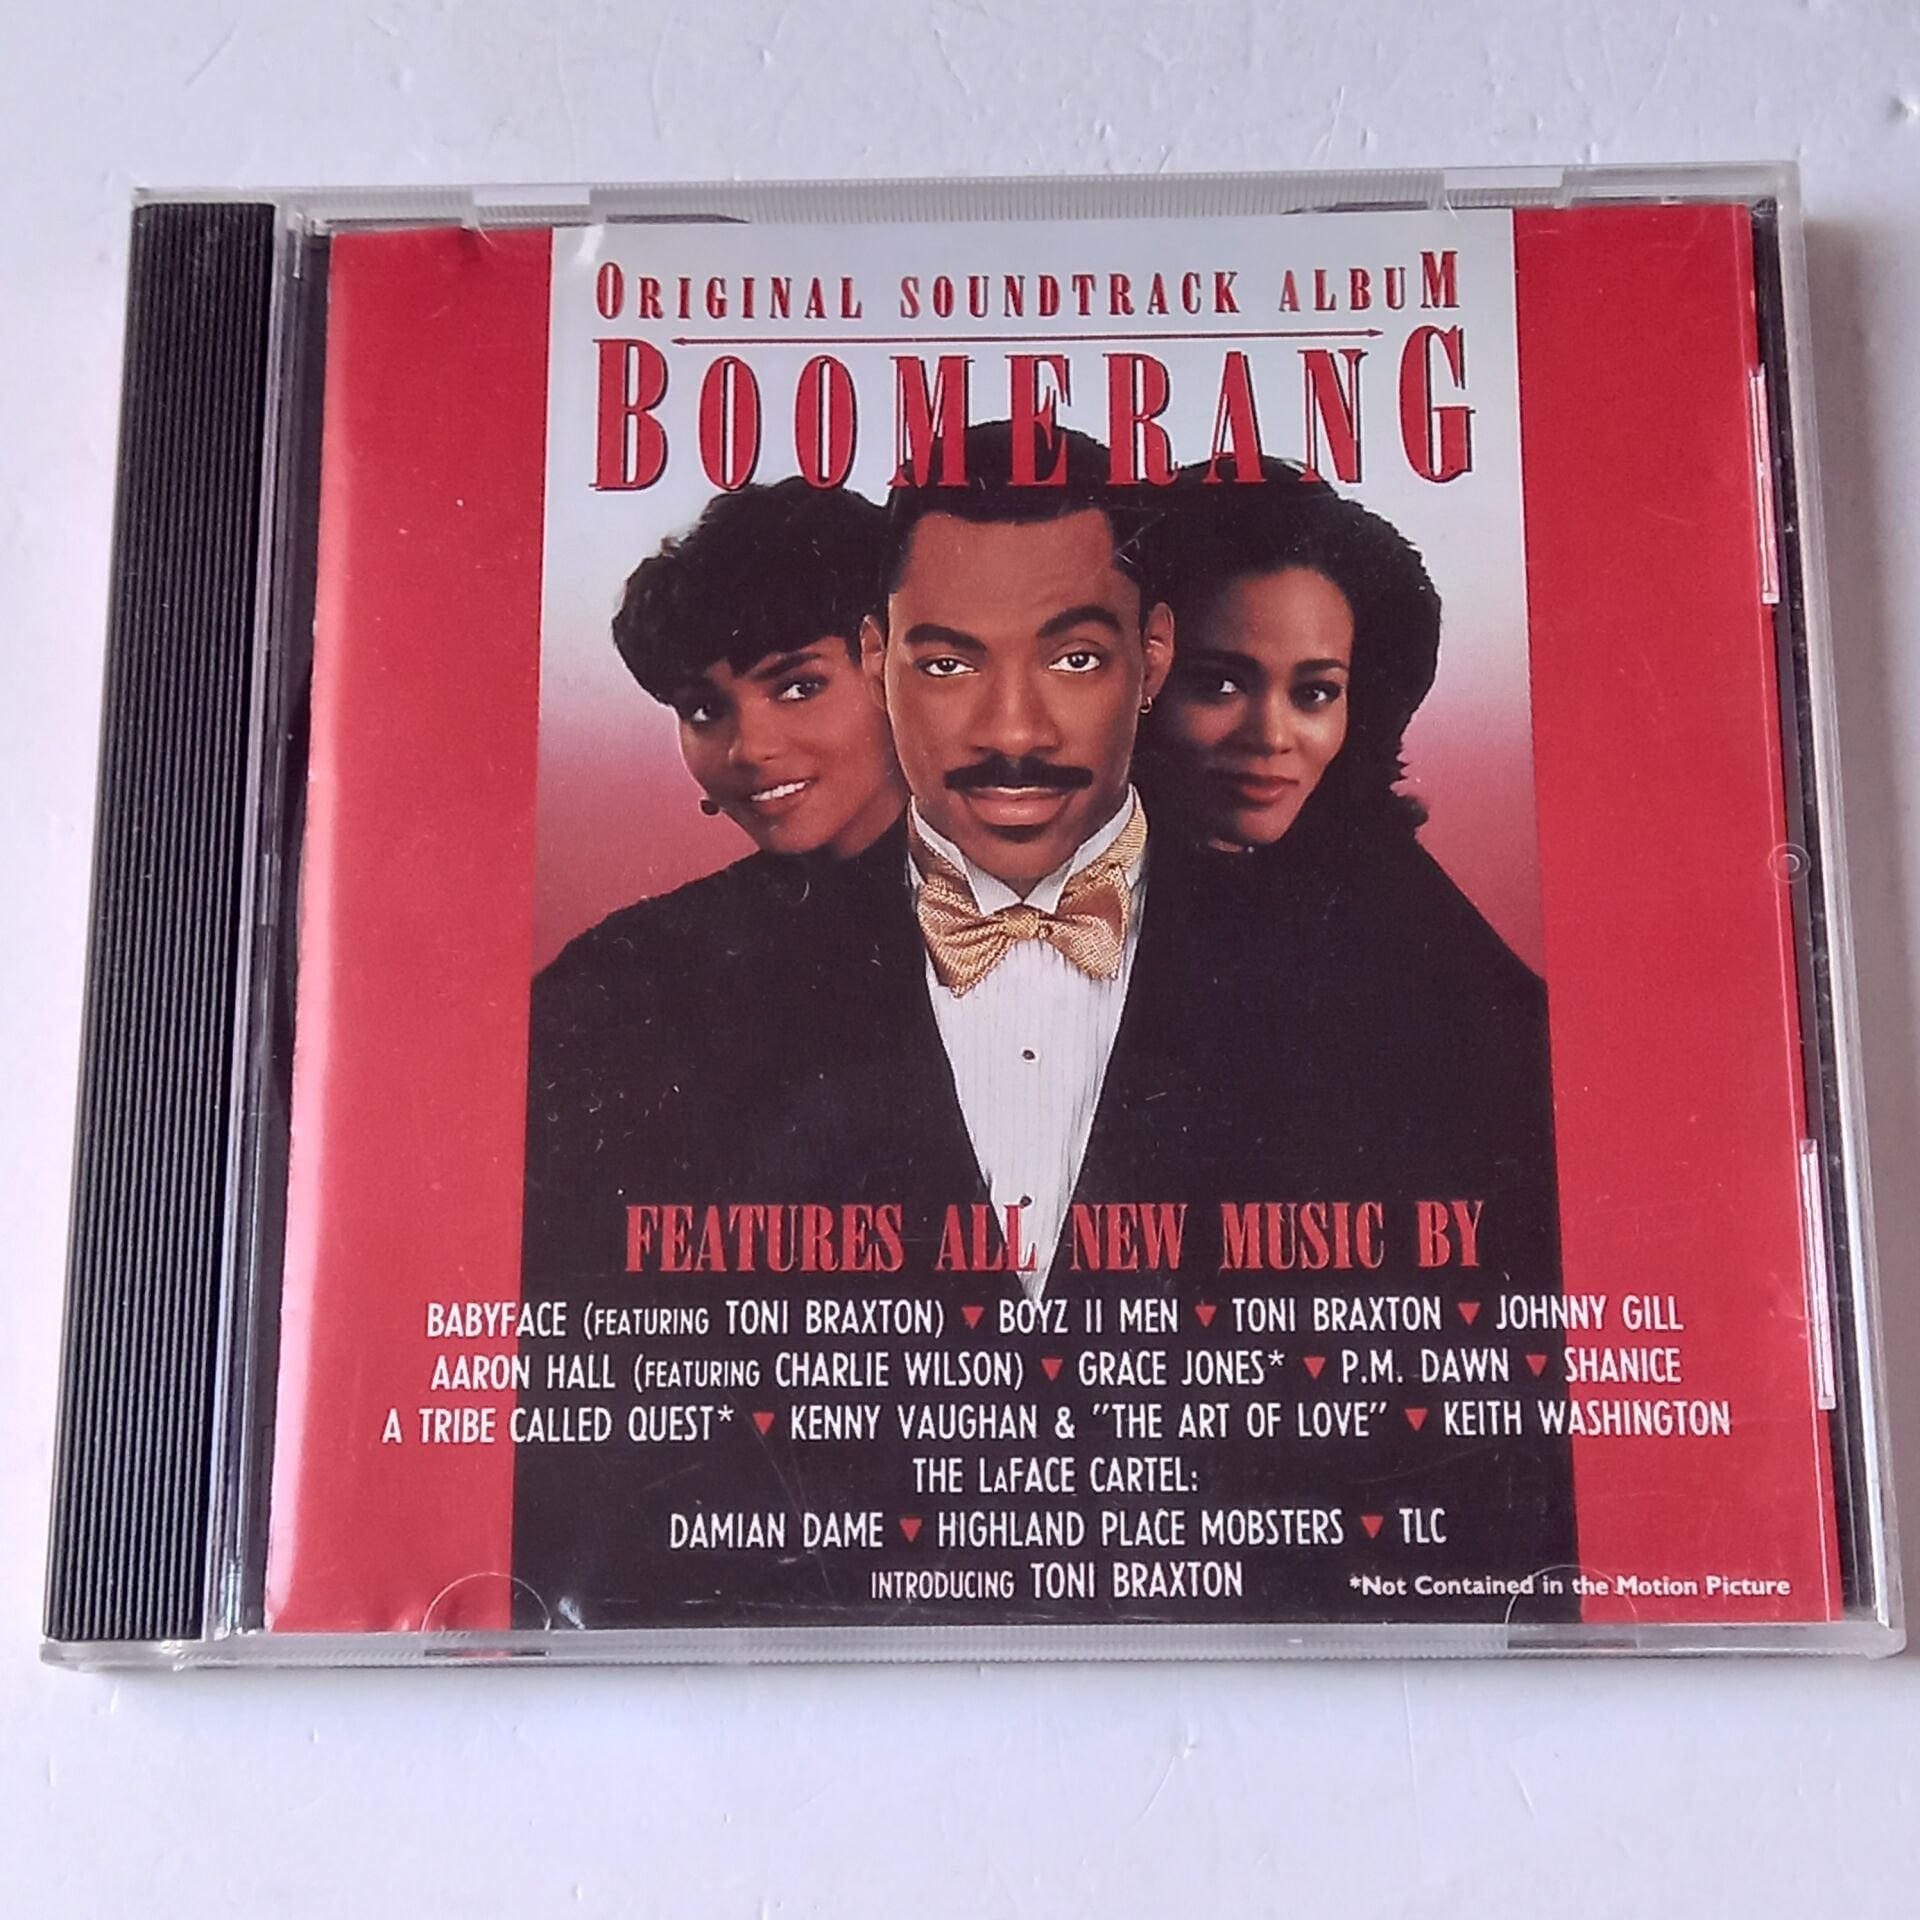 ORIGINAL SOUNDTRACK ALBUM
BOOMERANG
FEATURES ALL NEW MUSIC BY
BABYFACE (FEATURING TONI BRAXTON) ▼ BOYZ II MEN ▼ TONI BRAXTON ▼ JOHNNY GILL
AARON HALL (FEATURING CHARLIE WILSON) ▼ GRACE JONES* ▼ P.M. DAWN ▼ SHANICE
A TRIBE CALLED QUEST* ▼ KENNY VAUGHAN & "THE ART OF LOVE" ▼ KEITH WASHINGTON
THE LAFACE CARTEL:
DAMIAN DAME ▼ HIGHLAND PLACE MOBSTERS ▼ TLC
INTRODUCING TONI BRAXTON
*Not Contained in the Motion Picture